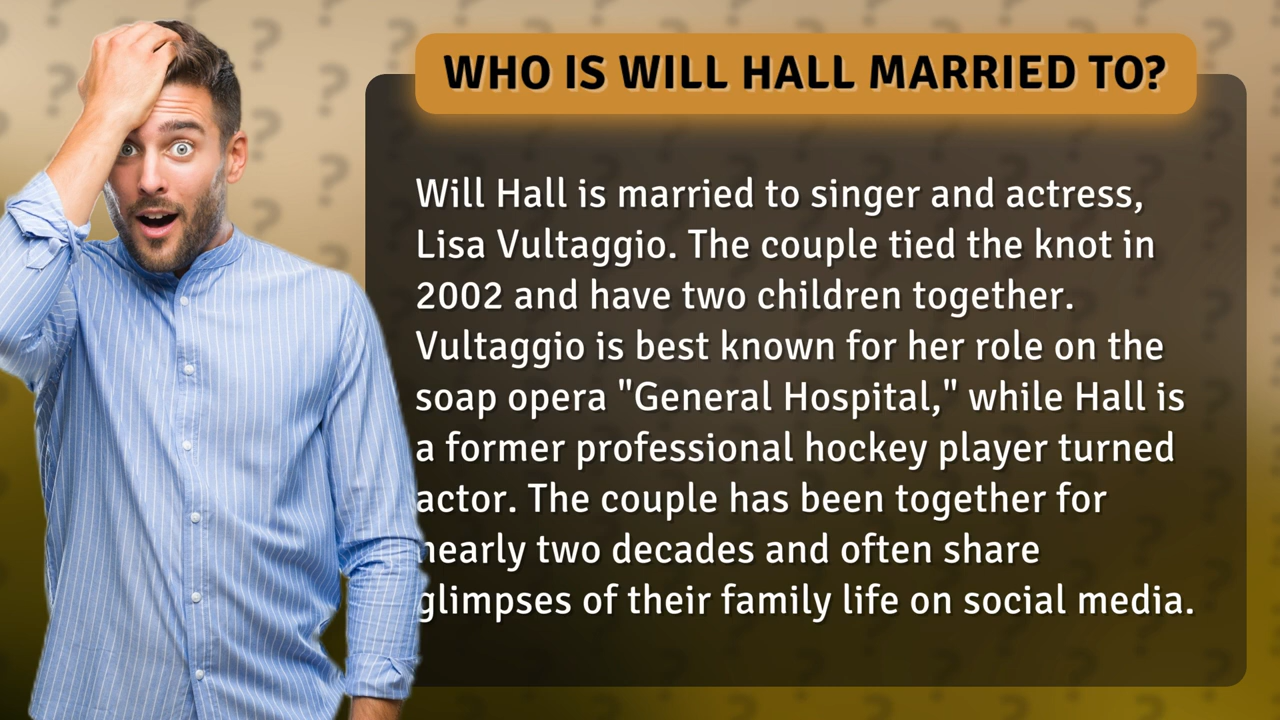 WHO IS WILL HALL MARRIED TO?
Will Hall is married to singer and actress,
Lisa Vultaggio. The couple tied the knot in
2002 and have two children together.
Vultaggio is best known for her role on the
soap opera "General Hospital," while Hall is
a former professional hockey player turned
actor. The couple has been together for
nearly two decades and often share
glimpses of their family life on social media.